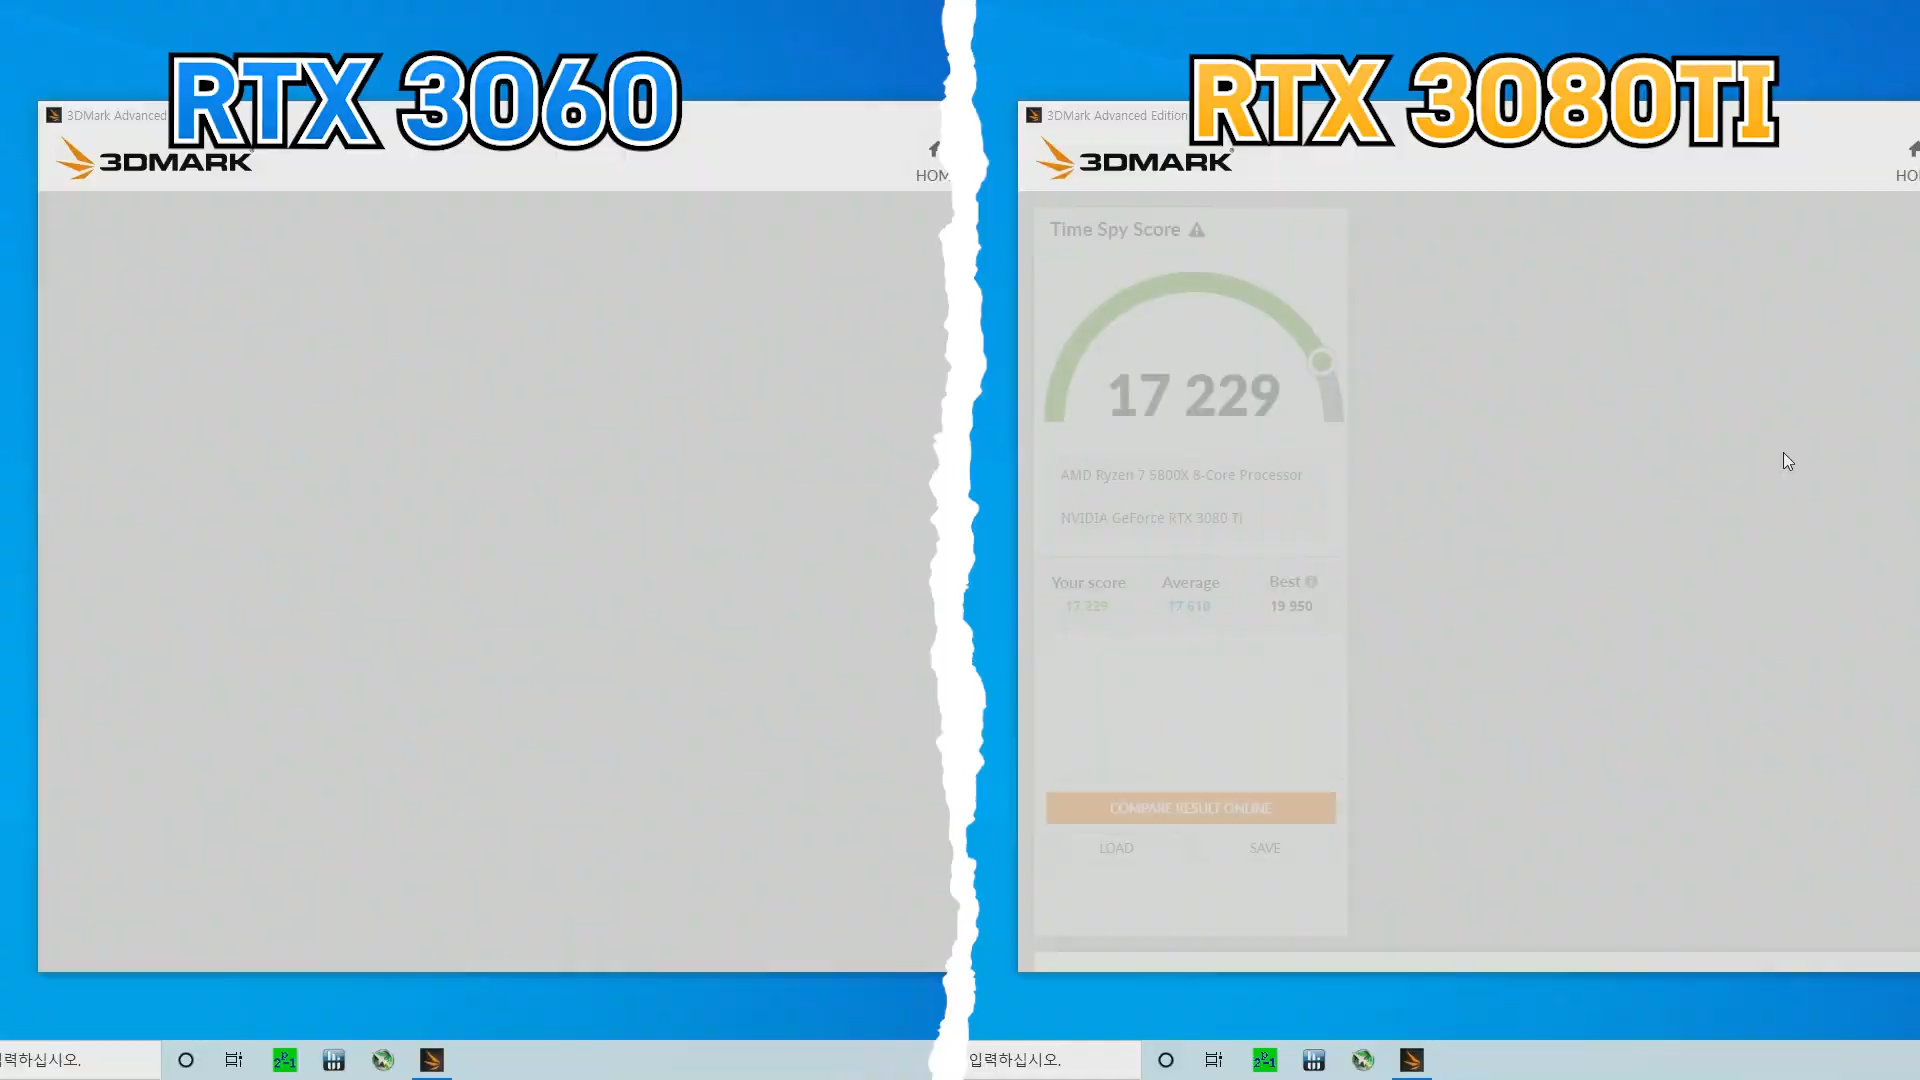 RTX 3060
3DMark Advanced
3DMARK
HOM
력하십시오.
RTX 3080TI
3DMark Advanced Edition
3DMARK
HO
Time Spy Score
17 229
AMD Ryzen 7 5800X 8-Core Processor
NVIDIA GeForce RTX 3080 Ti
Your score Average Best
17 229 17 610 19 950
COMPARE RESULT ONLINE
LOAD SAVE
입력하십시오.